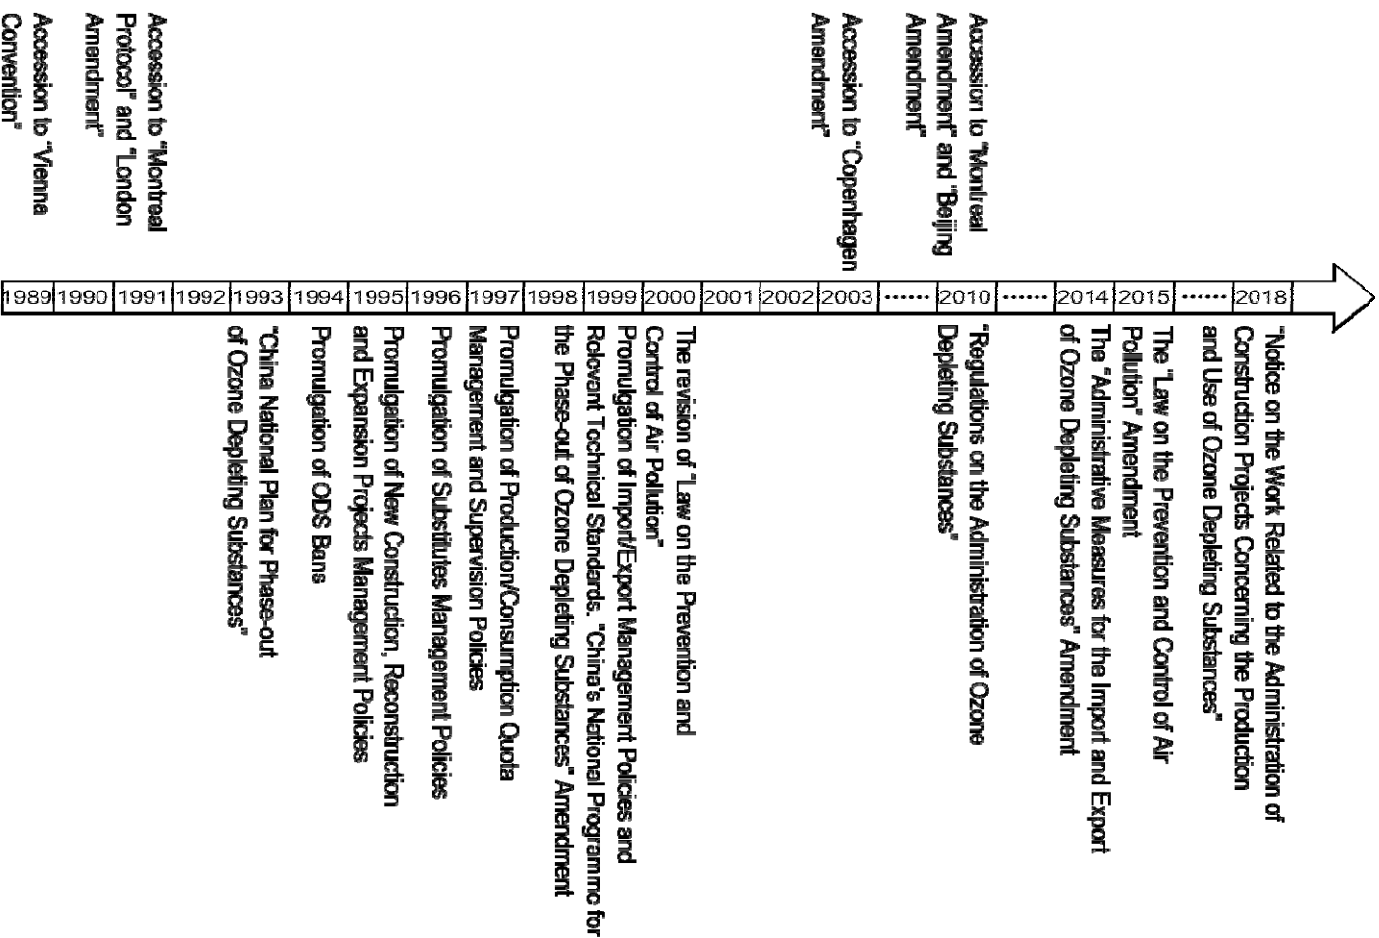 Accession to "Vienna
Convention"
Accession to "Montreal
Protocol" and "London
Amendment"
Accession to "Copenhagen
Amendment"
Accession to "Montreal
Amendment" and "Beijing
Amendment"
1989 1990 1991 1992 1993 1994 1995 1996 1997 1998 1999 2000 2001 2002 2003 ······ 2010 ······ 2014 2015 ······ 2018
"China National Plan for Phase-out
of Ozone Depleting Substances"
Promulgation of ODS Bans
Promulgation of New Construction, Reconstruction
and Expansion Projects Management Policies
Promulgation of Substitutes Management Policies
Promulgation of Production/Consumption Quota
Management and Supervision Policies
Promulgation of Import/Export Management Policies and
Relevant Technical Standards. "China's National Programme for
the Phase-out of Ozone Depleting Substances" Amendment
The revision of "Law on the Prevention and
Control of Air Pollution"
"Regulations on the Administration of Ozone
Depleting Substances"
The "Administrative Measures for the Import and Export
of Ozone Depleting Substances" Amendment
The "Law on the Prevention and Control of Air
Pollution" Amendment
"Notice on the Work Related to the Administration of
Construction Projects Concerning the Production
and Use of Ozone Depleting Substances"